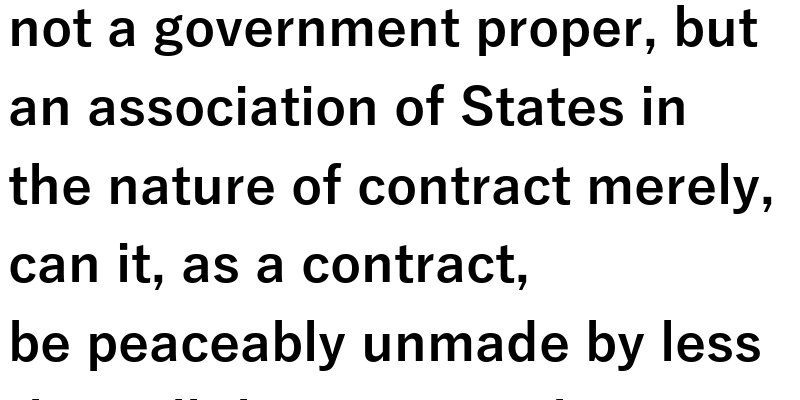 not a government proper, but
an association of States in
the nature of contract merely,
can it, as a contract,
be peaceably unmade by less